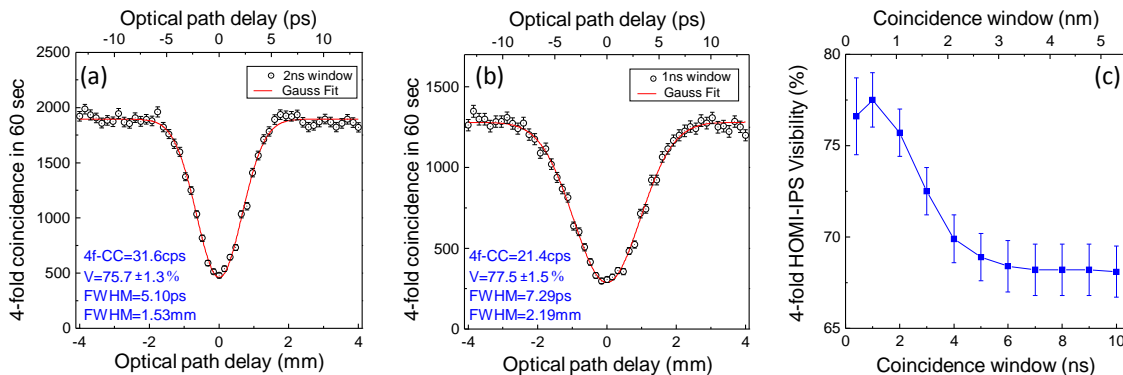 Optical path delay (ps)
-10 -5 0 5 10
(a)
2ns window
Gauss Fit
4-fold coincidence in 60 sec
2500
2000
1500
1000
500
0
4f-CC=31.6cps
V=75.7±1.3%
FWHM=5.10ps
FWHM=1.53mm
-4 -2 0 2 4
Optical path delay (mm)
Optical path delay (ps)
-10 -5 0 5 10
(b)
1ns window
Gauss Fit
4-fold coincidence in 60 sec
1500
1000
500
0
4f-CC=21.4cps
V=77.5±1.5%
FWHM=7.29ps
FWHM=2.19mm
-4 -2 0 2 4
Optical path delay (mm)
Coincidence window (nm)
0 1 2 3 4 5
(c)
4-fold HOMI-IPS Visibility (%)
80
75
70
65
0 2 4 6 8 10
Coincidence window (ns)